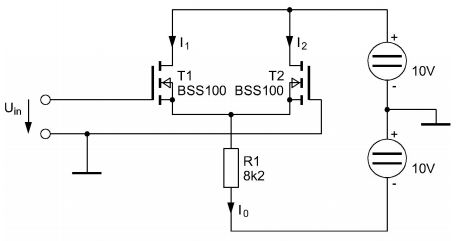 I1
I2
+
T1
T2
BSS100
BSS100
10V
-
Uin
+
R1
8k2
10V
-
I0